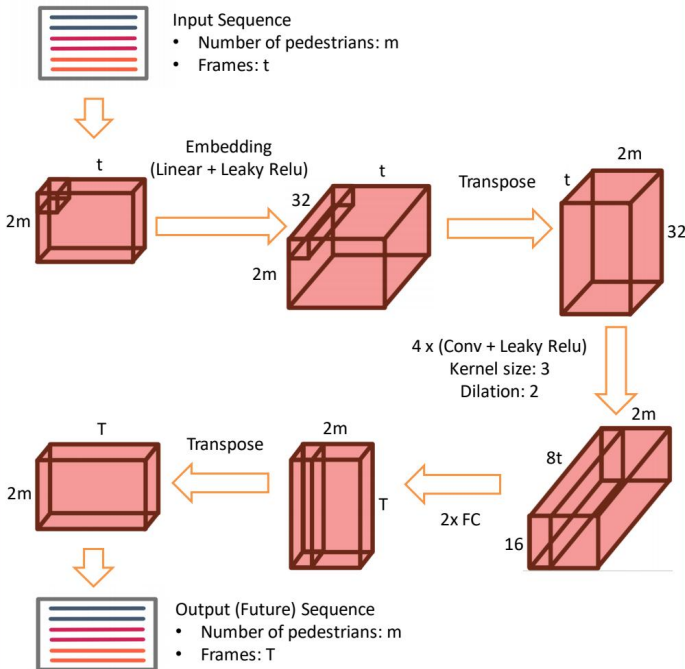 Input Sequence
• Number of pedestrians: m
• Frames: t
t
2m
Embedding
(Linear + Leaky Relu)
32
t
2m
Transpose
2m
t
32
4 x (Conv + Leaky Relu)
Kernel size: 3
Dilation: 2
2m
8t
16
2x FC
2m
T
Transpose
T
2m
Output (Future) Sequence
• Number of pedestrians: m
• Frames: T